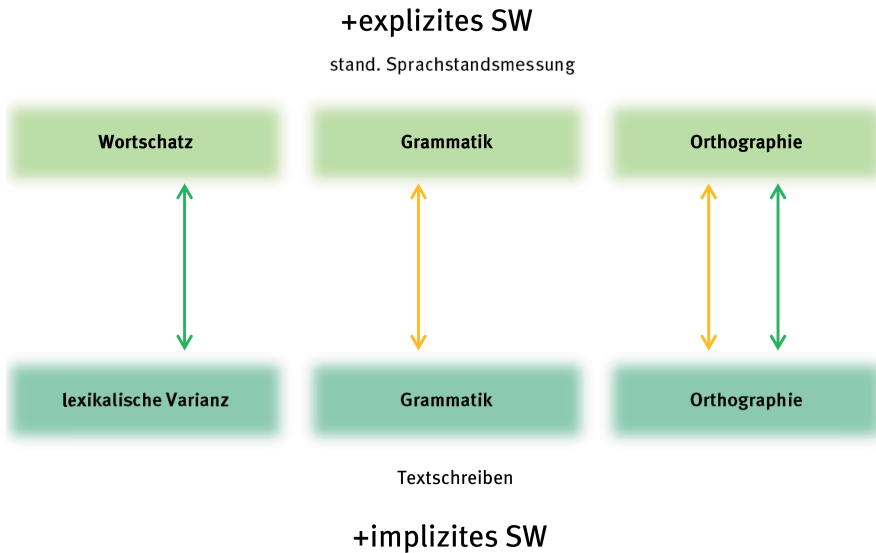 +explizites SW
stand. Sprachstandsmessung
Wortschatz
Grammatik
Orthographie
lexikalische Varianz
Grammatik
Orthographie
Textschreiben
+implizites SW